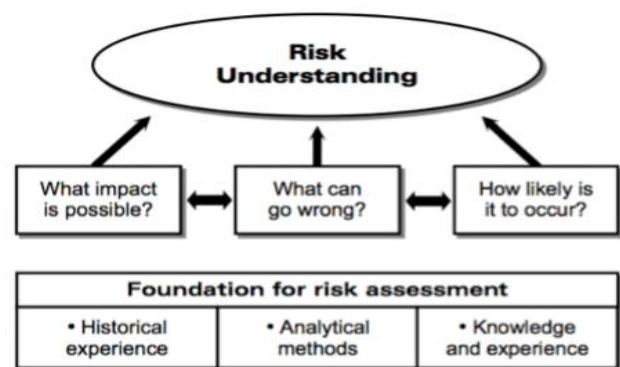 Risk
Understanding
What impact
is possible?
What can
go wrong?
How likely is
it to occur?
Foundation for risk assessment
• Historical
experience
• Analytical
methods
• Knowledge
and experience